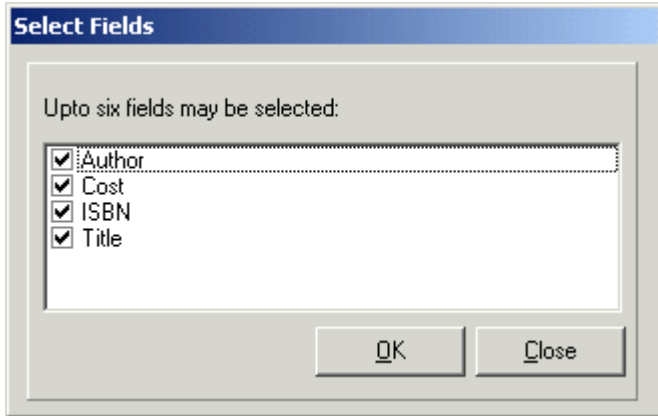 Select Fields
Upto six fields may be selected:
Author
Cost
ISBN
Title
OK
Close